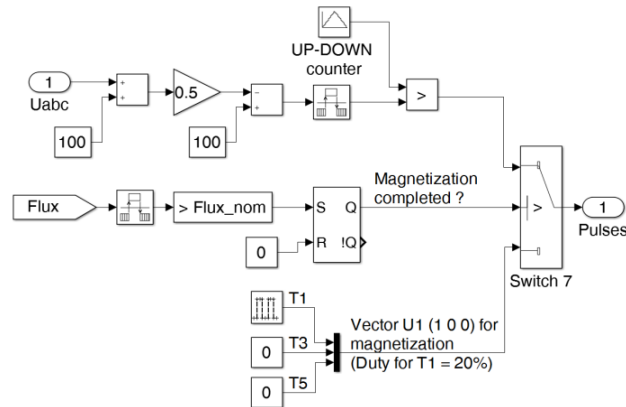 UP-DOWN
counter
1
Uabc
+
+
0.5
-
+
>
100
100
Flux
> Flux_nom
S
Q
R
!Q
0
Magnetization
completed ?
>
1
Pulses
Switch 7
T1
0
T3
0
T5
Vector U1 (1 0 0) for
magnetization
(Duty for T1 = 20%)